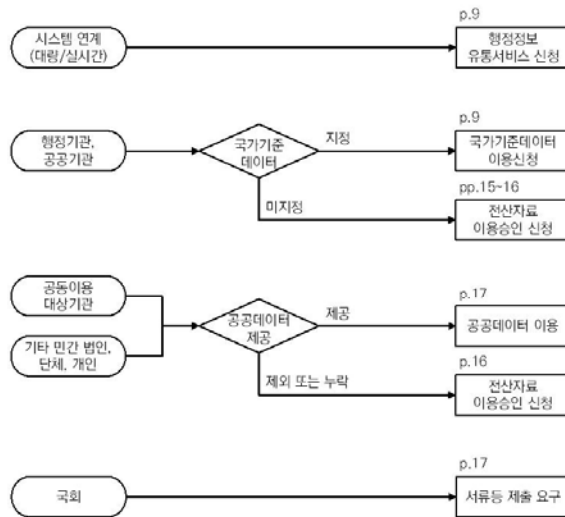 p.9
시스템 연계
(대링/실시간)
행정정보
유통서비스 신청
p.9
행정기관,
공공기관
국가기준
데이터
지정
국가기준데이터
이용신청
pp.15~16
미지정
전산자료
이용승인 신청
p.17
공동이용
대상기관
공공데이터
제공
제공
공공데이터 이용
기타 민간 법인,
단체, 개인
p.16
제외 또는 누락
전산자료
이용승인 신청
p.17
국회
서류등 제출 요구